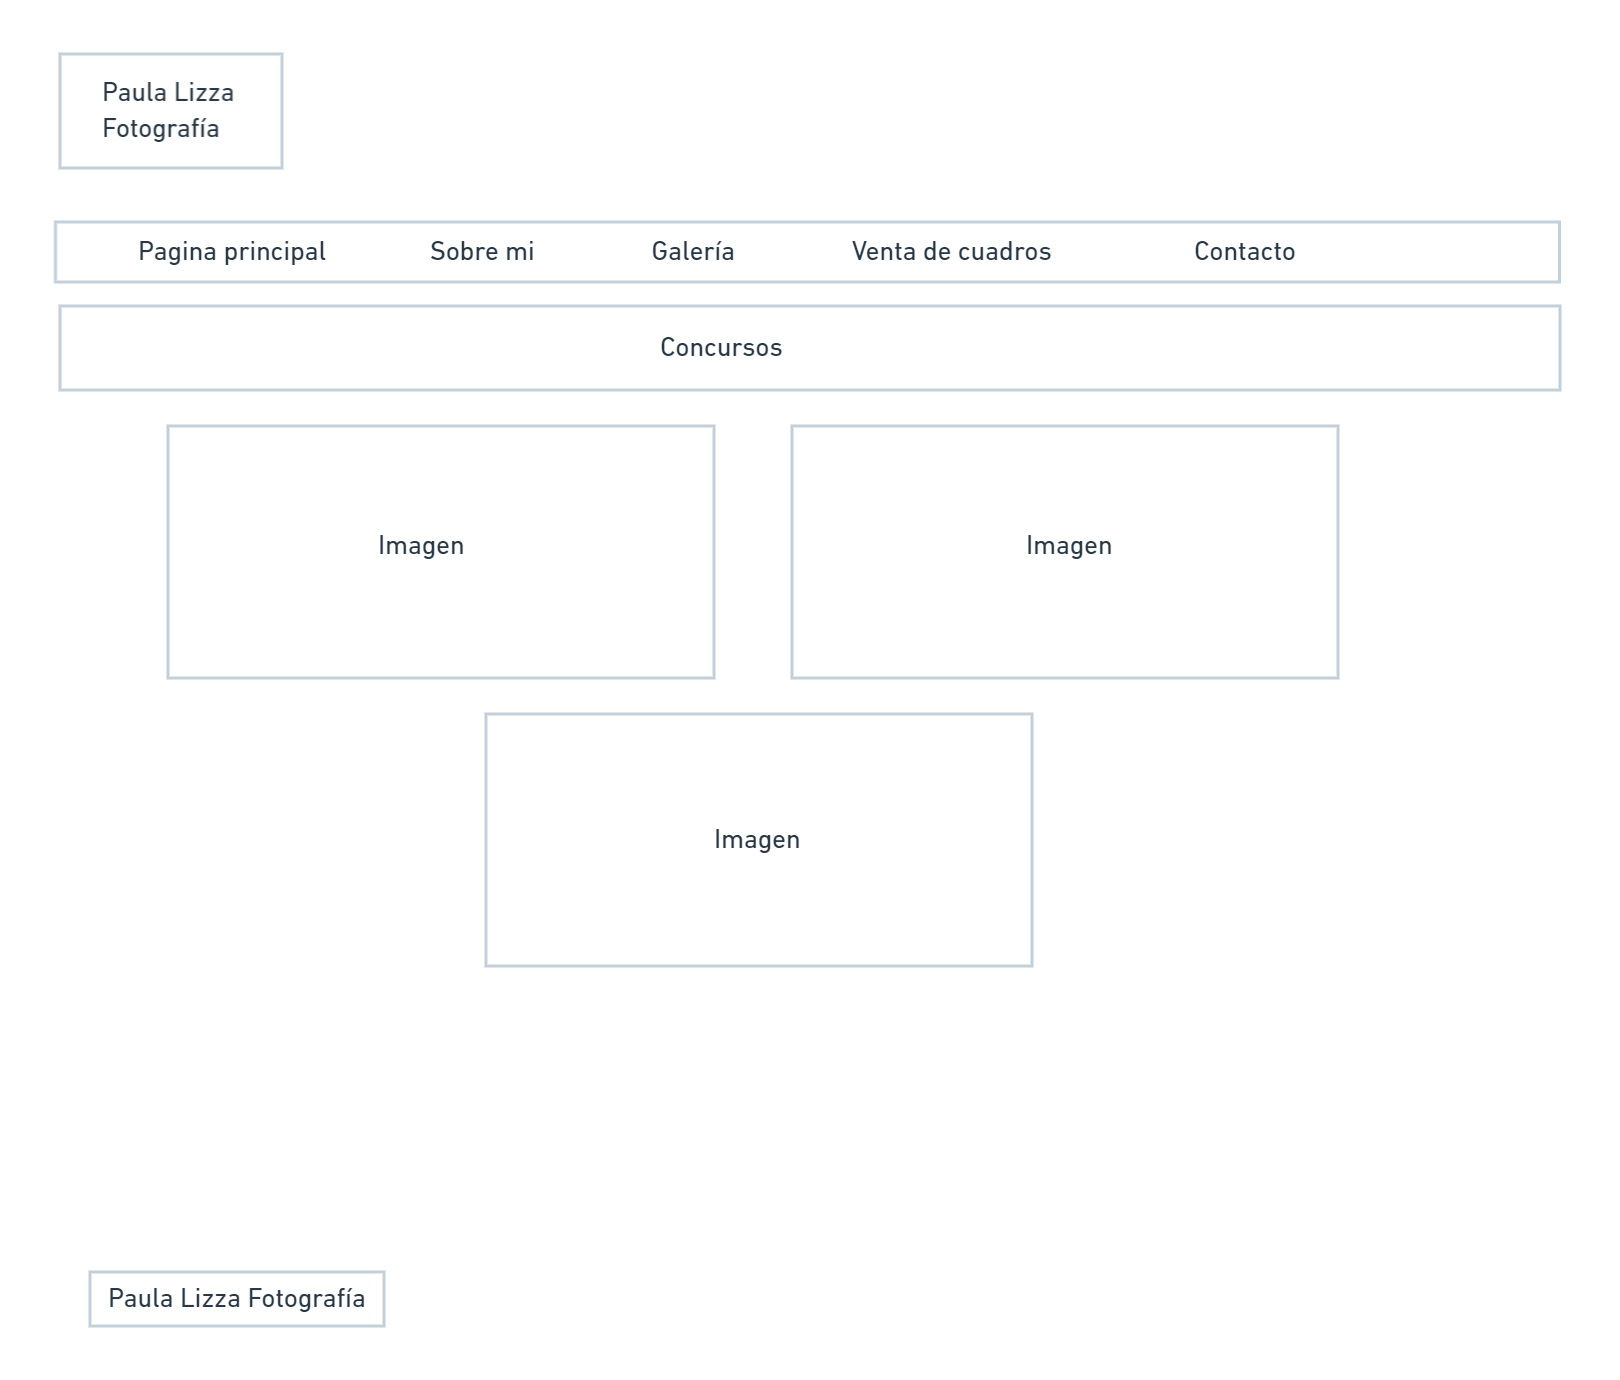 Paula Lizza
Fotografía
Pagina principal Sobre mi Galería Venta de cuadros Contacto
Concursos
Imagen Imagen
Imagen
Paula Lizza Fotografía